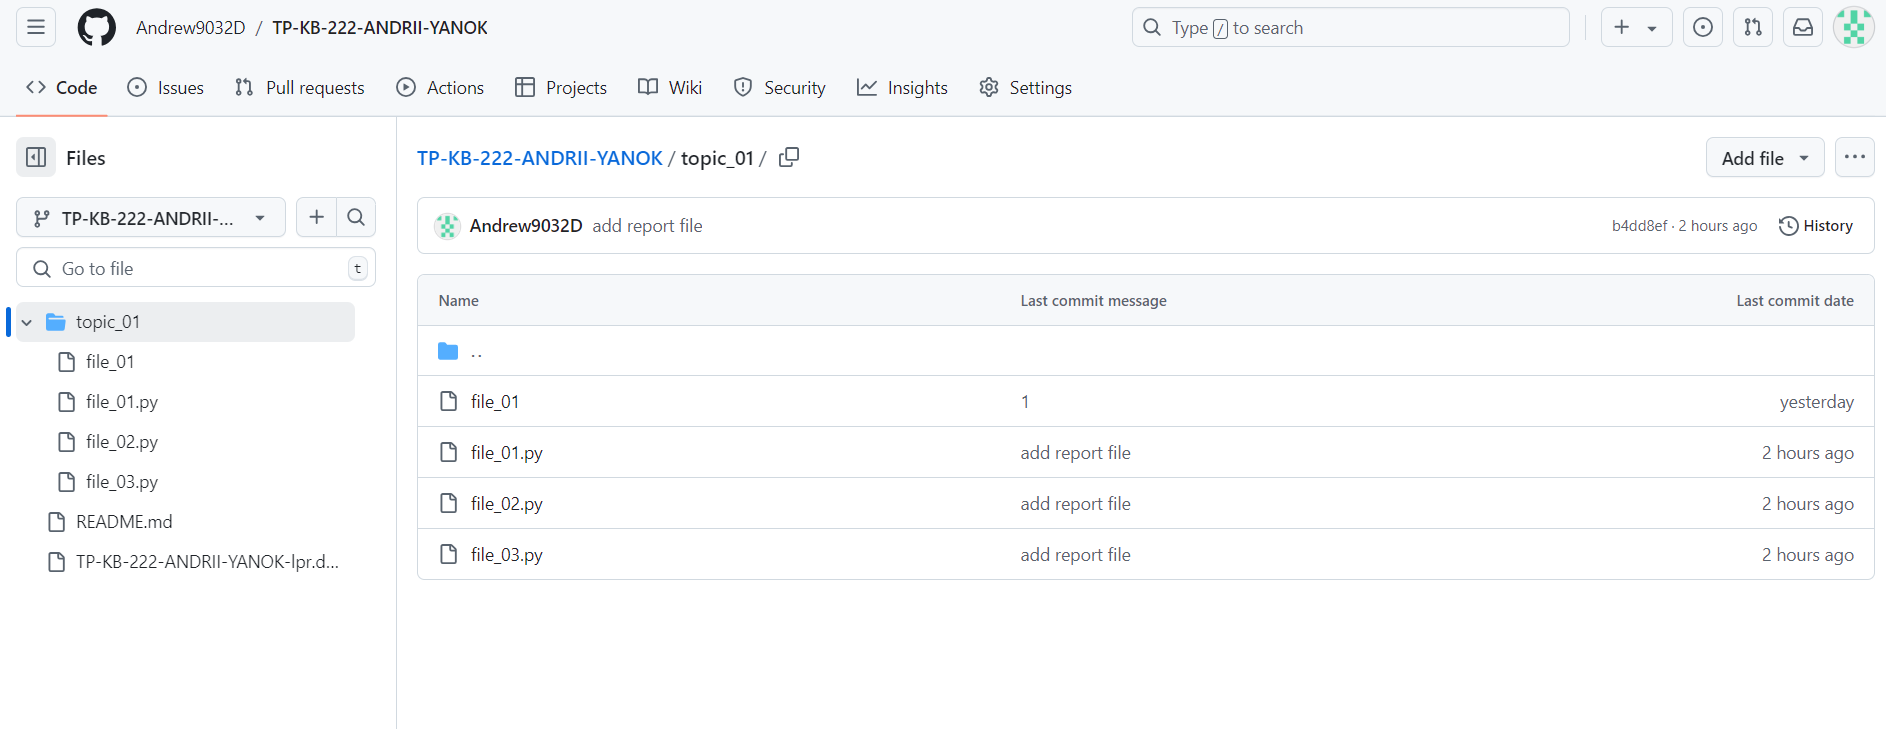 Andrew9032D / TP-KB-222-ANDRII-YANOK
Type / to search
Code Issues Pull requests Actions Projects Wiki Security Insights Settings
Files
TP-KB-222-ANDRII-...
Go to file t
topic_01
file_01
file_01.py
file_02.py
file_03.py
README.md
TP-KB-222-ANDRII-YANOK-lpr.d...
TP-KB-222-ANDRII-YANOK / topic_01 /
Add file
Andrew9032D add report file b4dd8ef · 2 hours ago History
Name Last commit message Last commit date
..
file_01 1 yesterday
file_01.py add report file 2 hours ago
file_02.py add report file 2 hours ago
file_03.py add report file 2 hours ago